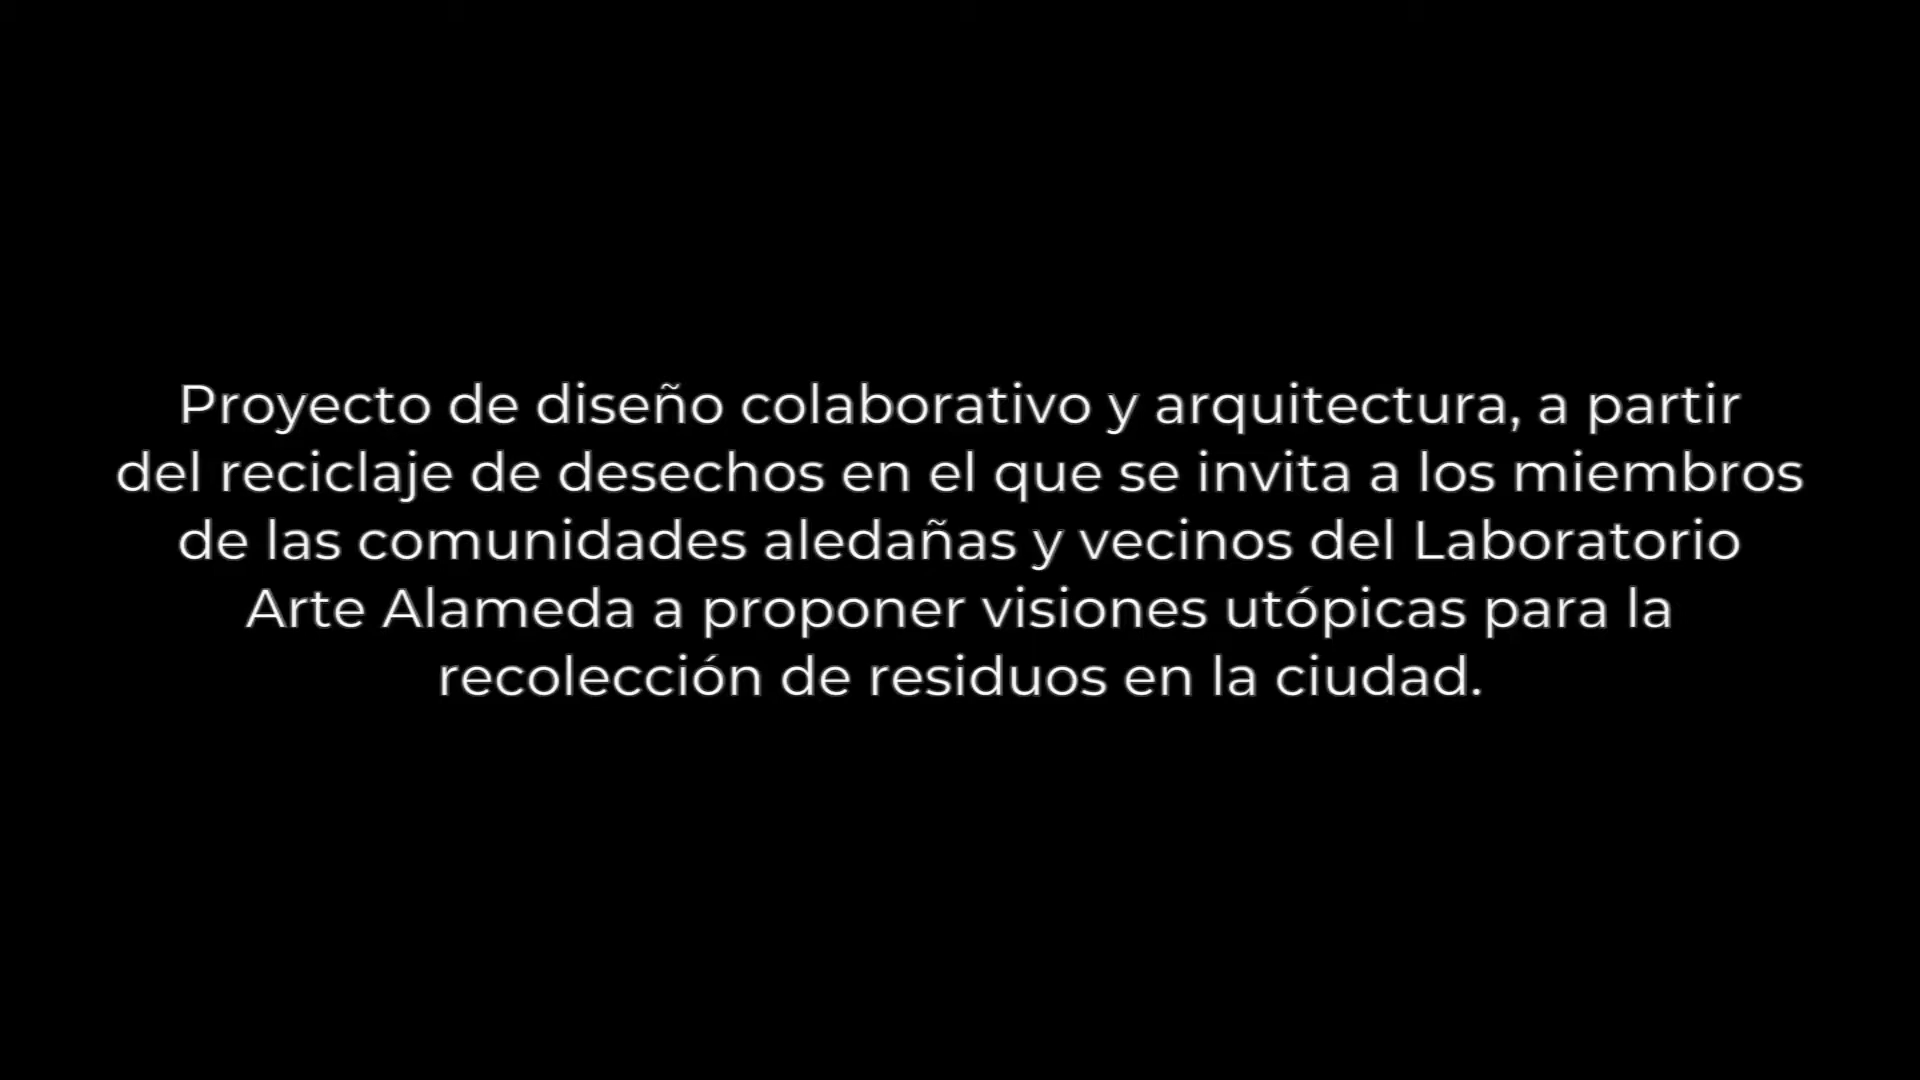 Proyecto de diseño colaborativo y arquitectura, a partir
del reciclaje de desechos en el que se invita a los miembros
de las comunidades aledañas y vecinos del Laboratorio
Arte Alameda a proponer visiones utópicas para la
recolección de residuos en la ciudad.